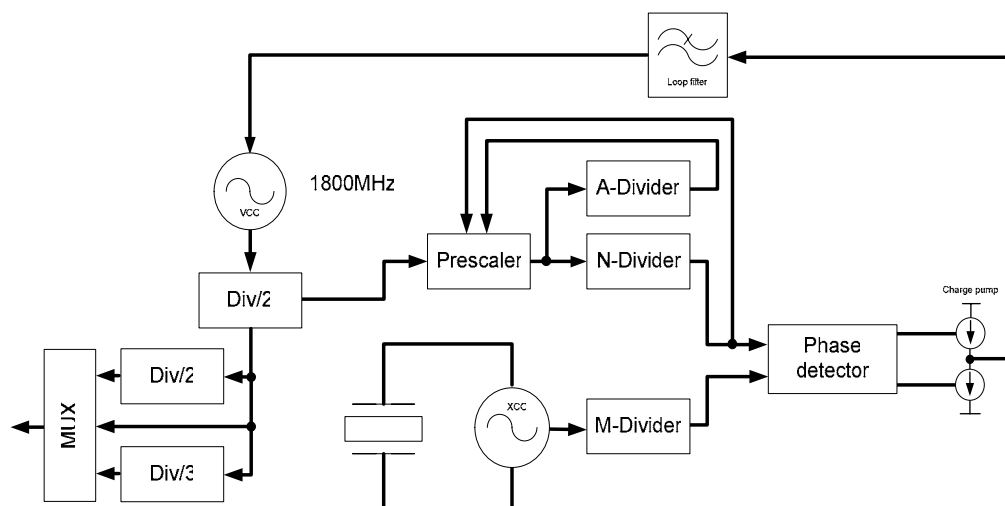 Loop filter
1800MHz
VCC
A-Divider
Prescaler
N-Divider
Div/2
Charge pump
Phase
detector
MUX
Div/2
XCC
M-Divider
Div/3